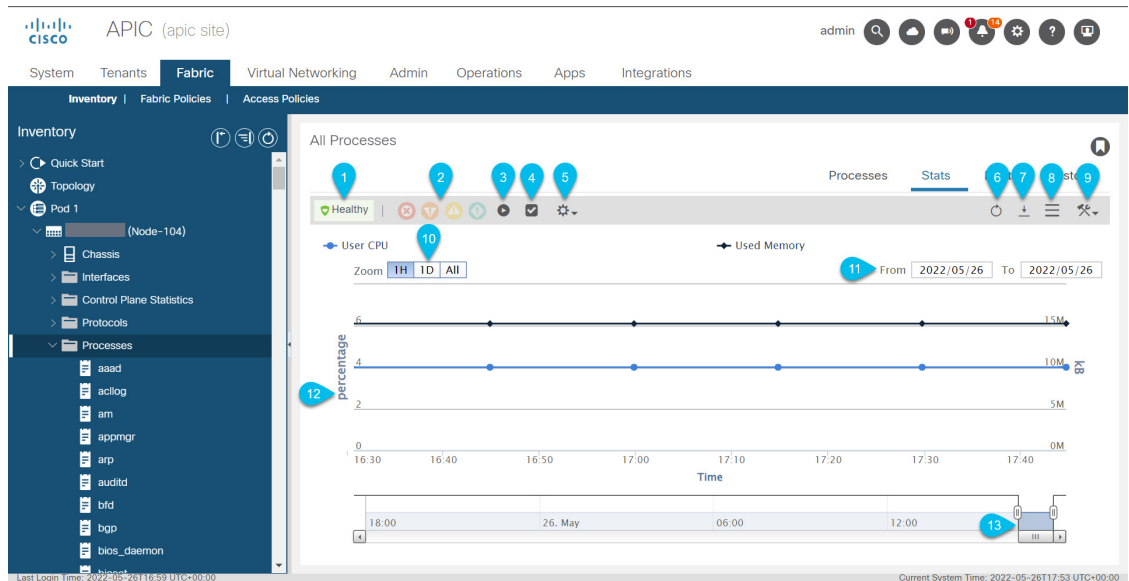 CISCO APIC (apic site) admin 1 14
System Tenants Fabric Virtual Networking Admin Operations Apps Integrations
Inventory | Fabric Policies | Access Policies
Inventory
Quick Start
Topology
Pod 1
(Node-104)
Chassis
Interfaces
Control Plane Statistics
Protocols
Processes
aaad
acllog
am
appmgr
arp
auditd
bfd
bgp
bios_daemon
All Processes
Processes Stats
1 2 3 4 5 6 7 8 9
Healthy
User CPU 10 Used Memory
Zoom 1H 1D All 11 From 2022/05/26 To 2022/05/26
6 15M
4 10M
percentage kB
12
2 5M
0 0M
16:30 16:40 16:50 17:00 17:10 17:20 17:30 17:40
Time
18:00 26. May 06:00 12:00 13
Last Login Time: 2022-05-26T16:59 UTC+00:00 Current System Time: 2022-05-26T17:53 UTC+00:00